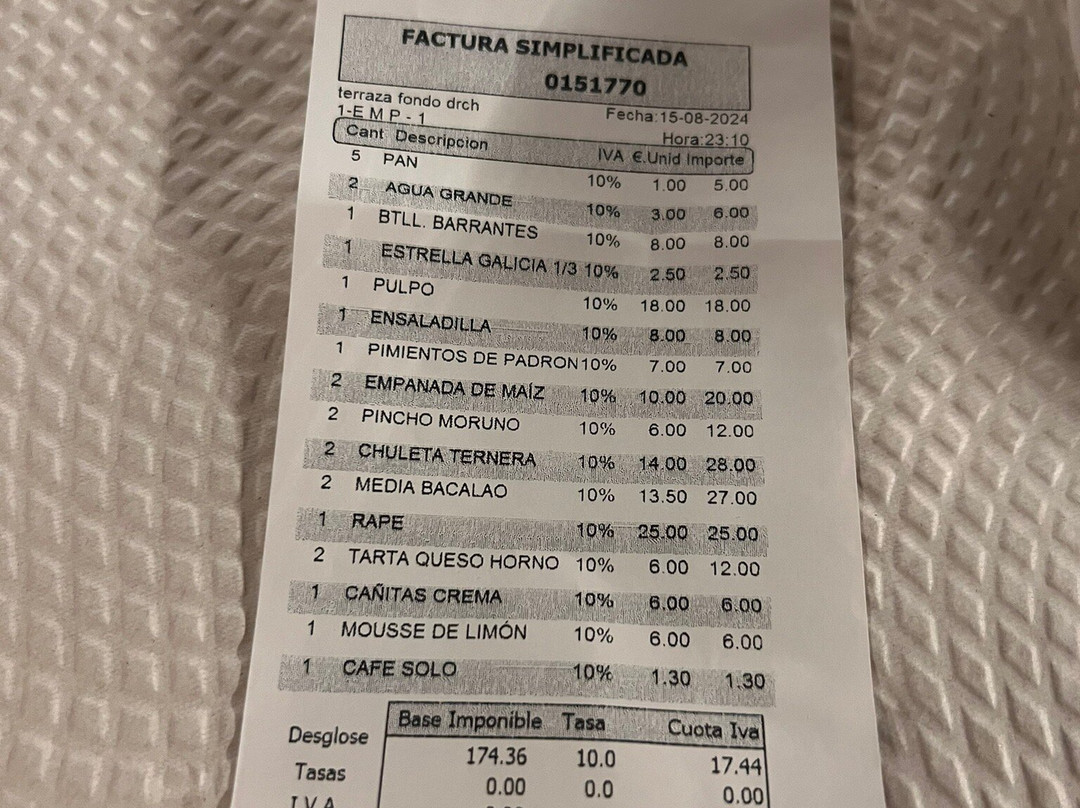 FACTURA SIMPLIFICADA
0151770
terraza fondo drch
Fecha:15-08-2024
1-E M P - 1
Hora:23:10
Cant Descripcion IVA €.Unid Importe
5 PAN 10% 1.00 5.00
2 AGUA GRANDE 10% 3.00 6.00
1 BTLL. BARRANTES 10% 8.00 8.00
1 ESTRELLA GALICIA 1/3 10% 2.50 2.50
1 PULPO 10% 18.00 18.00
1 ENSALADILLA 10% 8.00 8.00
1 PIMIENTOS DE PADRON 10% 7.00 7.00
2 EMPANADA DE MAÍZ 10% 10.00 20.00
2 PINCHO MORUNO 10% 6.00 12.00
2 CHULETA TERNERA 10% 14.00 28.00
2 MEDIA BACALAO 10% 13.50 27.00
1 RAPE 10% 25.00 25.00
2 TARTA QUESO HORNO 10% 6.00 12.00
1 CAÑITAS CREMA 10% 6.00 6.00
1 MOUSSE DE LIMÓN 10% 6.00 6.00
1 CAFE SOLO 10% 1.30 1.30
Base Imponible Tasa Cuota Iva
Desglose 174.36 10.0 17.44
Tasas 0.00 0.0 0.00
I.V.A